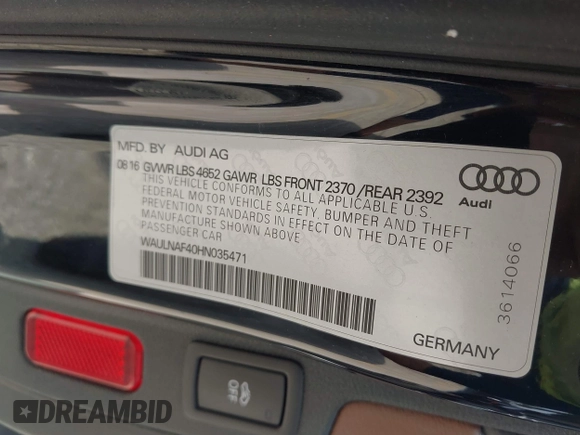 MFD. BY AUDI AG
08 16 GVWR LBS 4652 GAWR LBS FRONT 2370 /REAR 2392
THIS VEHICLE CONFORMS TO ALL APPLICABLE U.S
FEDERAL MOTOR VEHICLE SAFETY, BUMPER AND THEFT
PREVENTION STANDARDS IN EFFECT ON THE DATE OF
MANUFACTURE SHOWN ABOVE
PASSENGER CAR
WAULNAF40HN035471
Audi
3614066
GERMANY
OFF
DREAMBID